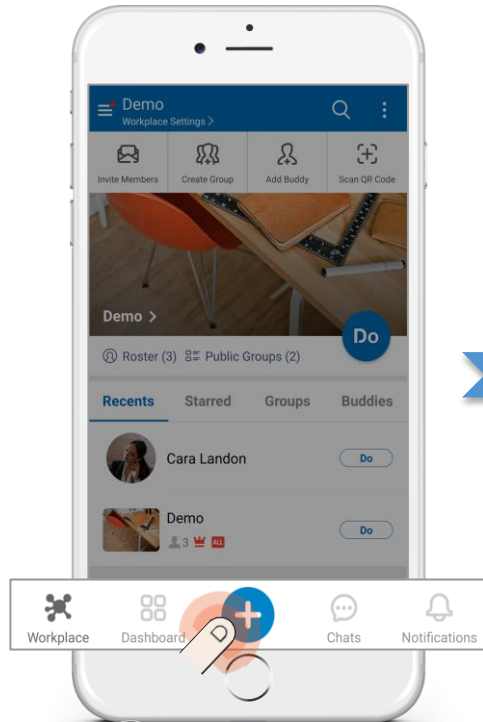 Demo
Workplace Settings >
Invite Members Create Group Add Buddy Scan QR Code
Demo >
Do
Roster (3) Public Groups (2)
Recents Starred Groups Buddies
Cara Landon Do
Demo
3 ALL Do
Workplace Dashboard Chats Notifications